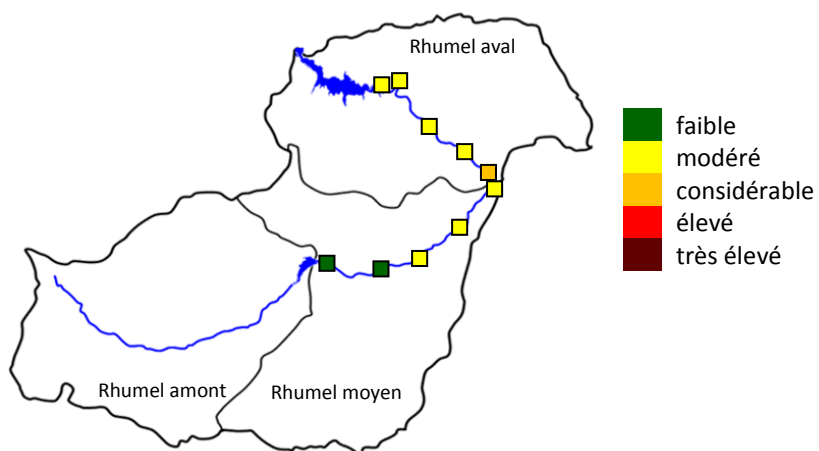 Rhumel aval
faible
modéré
considérable
élevé
très élevé
Rhumel amont
Rhumel moyen